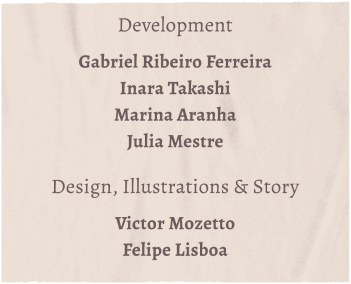 Development
Gabriel Ribeiro Ferreira
Inara Takashi
Marina Aranha
Julia Mestre
Design, Illustrations & Story
Victor Mozetto
Felipe Lisboa